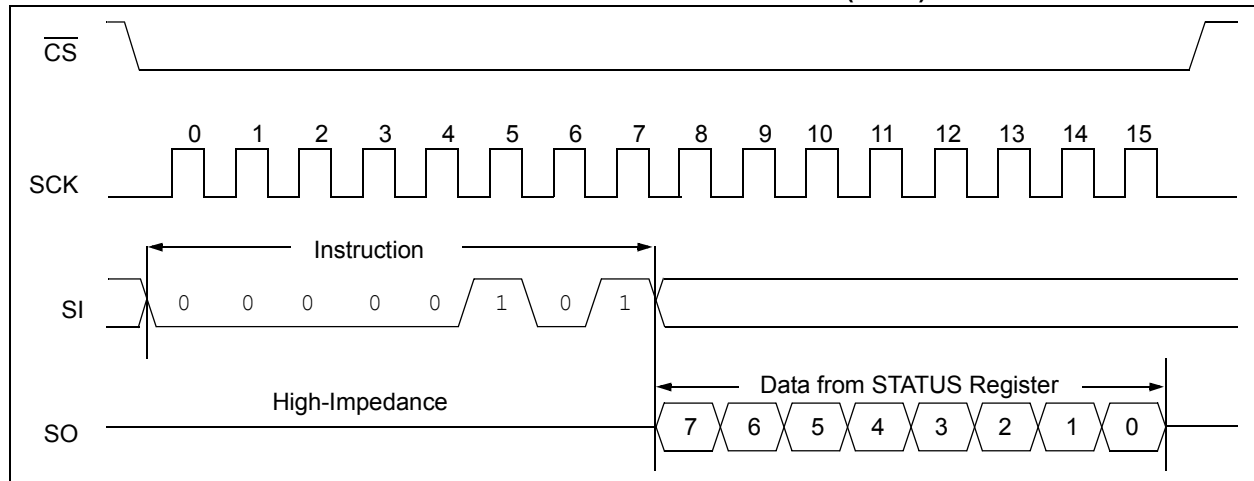 CS
0 1 2 3 4 5 6 7 8 9 10 11 12 13 14 15
SCK
Instruction
SI 0 0 0 0 0 1 0 1
Data from STATUS Register
High-Impedance
SO 7 6 5 4 3 2 1 0